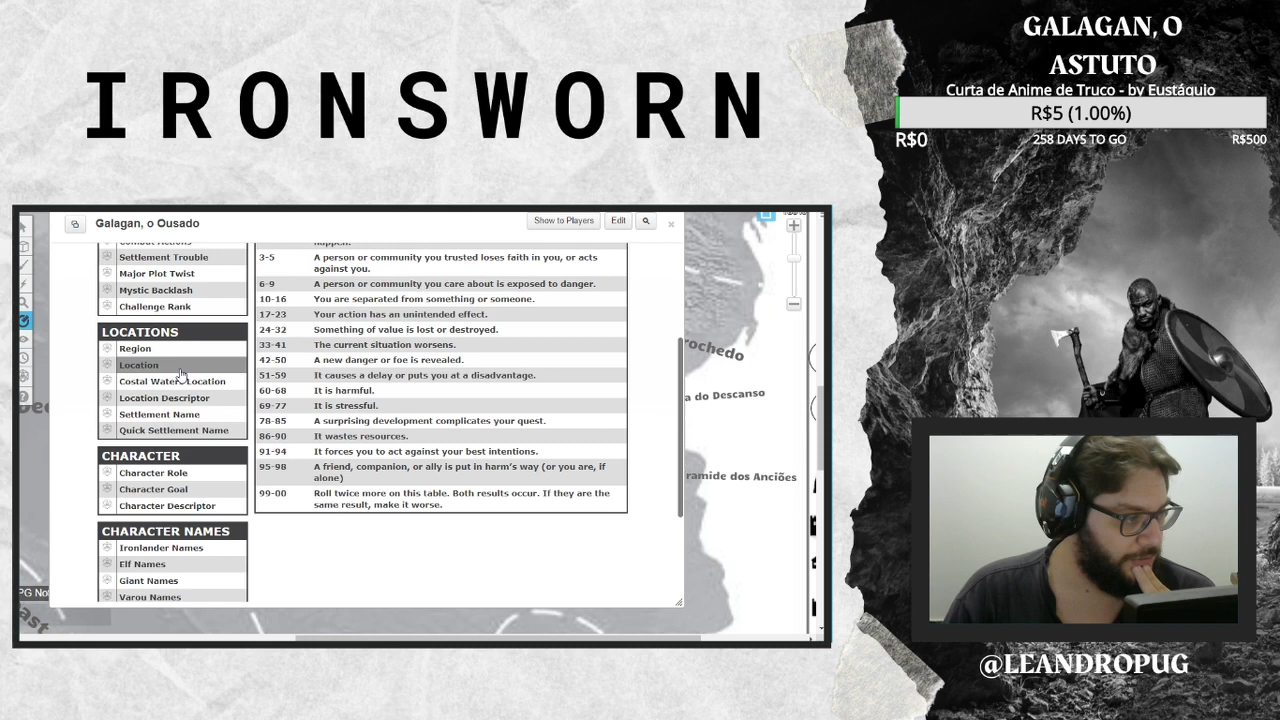 IRONSWORN
GALAGAN, O
ASTUTO
Curta de Anime de Truco - by Eustáquio
R$5 (1.00%)
R$0
258 DAYS TO GO
R$500
Galagan, o Ousado
Show to Players
Edit
Combat Actions
Settlement Trouble
Major Plot Twist
Mystic Backlash
Challenge Rank
LOCATIONS
Region
Location
Costal Waters Location
Location Descriptor
Settlement Name
Quick Settlement Name
CHARACTER
Character Role
Character Goal
Character Descriptor
CHARACTER NAMES
Ironlander Names
Elf Names
Giant Names
Varou Names
happen.
3-5 A person or community you trusted loses faith in you, or acts
against you.
6-9 A person or community you care about is exposed to danger.
10-16 You are separated from something or someone.
17-23 Your action has an unintended effect.
24-32 Something of value is lost or destroyed.
33-41 The current situation worsens.
42-50 A new danger or foe is revealed.
51-59 It causes a delay or puts you at a disadvantage.
60-68 It is harmful.
69-77 It is stressful.
78-85 A surprising development complicates your quest.
86-90 It wastes resources.
91-94 It forces you to act against your best intentions.
95-98 A friend, companion, or ally is put in harm's way (or you are, if
alone)
99-00 Roll twice more on this table. Both results occur. If they are the
same result, make it worse.
rochedo
a do Descanso
ramide dos Anciões
PG Not
ast
@LEANDROPUG